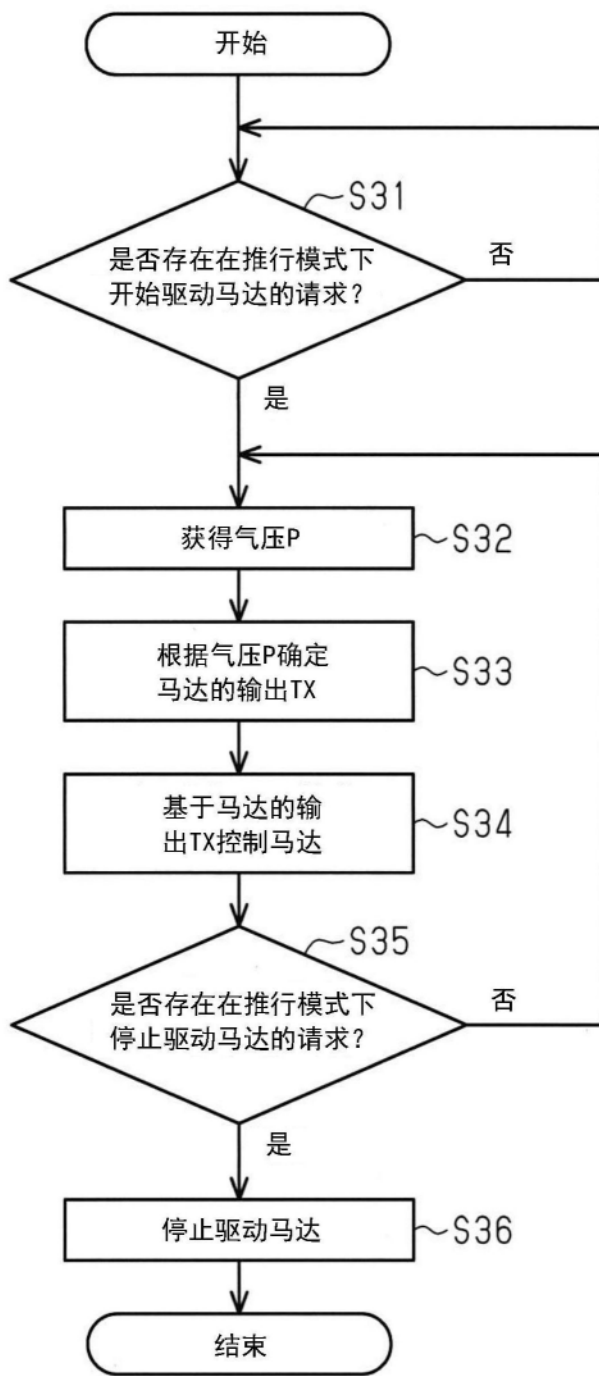 开始
S31
是否存在在推行模式下
开始驱动马达的请求？
否
是
获得气压P
S32
根据气压P确定
马达的输出TX
S33
基于马达的输
出TX控制马达
S34
S35
是否存在在推行模式下
停止驱动马达的请求？
否
是
停止驱动马达
S36
结束